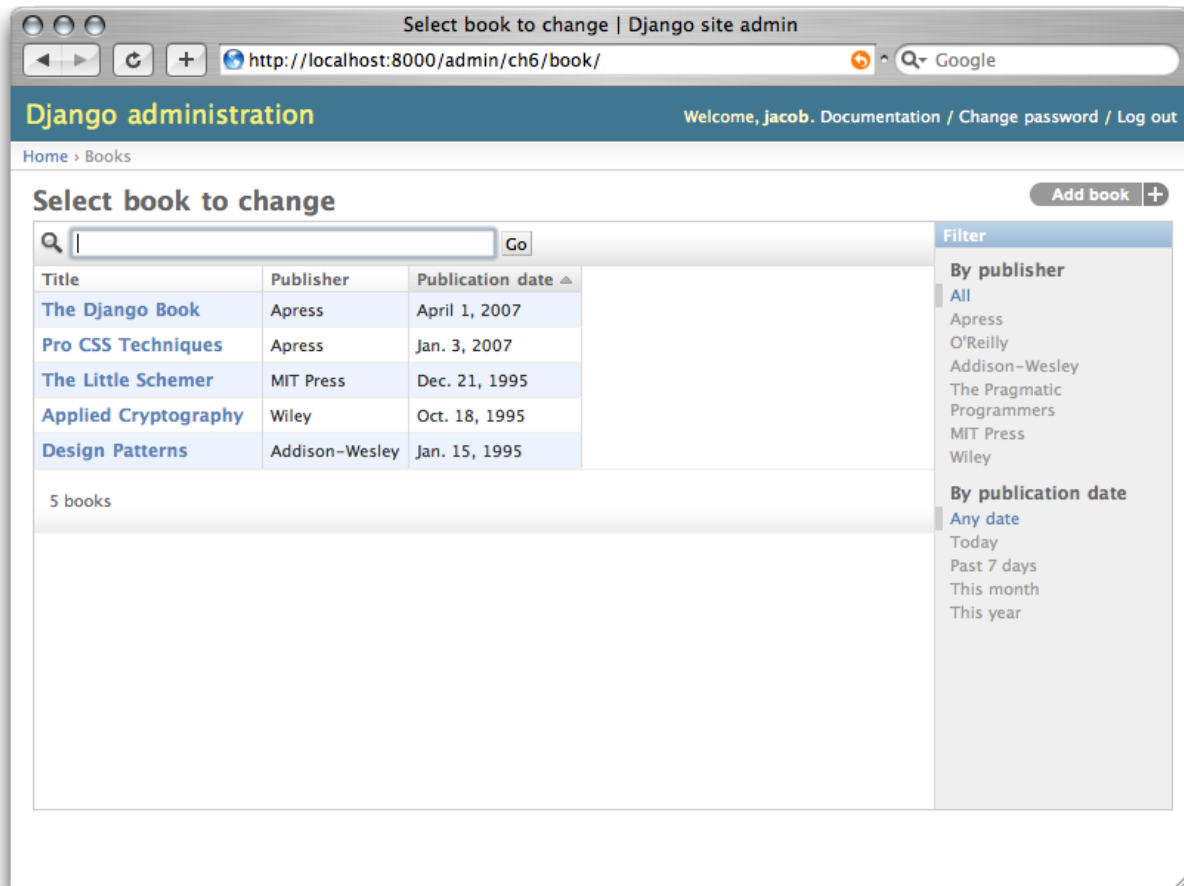 Select book to change | Django site admin
http://localhost:8000/admin/ch6/book/
Google
Django administration
Welcome, jacob. Documentation / Change password / Log out
Home › Books
Select book to change
Add book +
Go
Title Publisher Publication date
The Django Book Apress April 1, 2007
Pro CSS Techniques Apress Jan. 3, 2007
The Little Schemer MIT Press Dec. 21, 1995
Applied Cryptography Wiley Oct. 18, 1995
Design Patterns Addison-Wesley Jan. 15, 1995
5 books
Filter
By publisher
All
Apress
O'Reilly
Addison-Wesley
The Pragmatic
Programmers
MIT Press
Wiley
By publication date
Any date
Today
Past 7 days
This month
This year